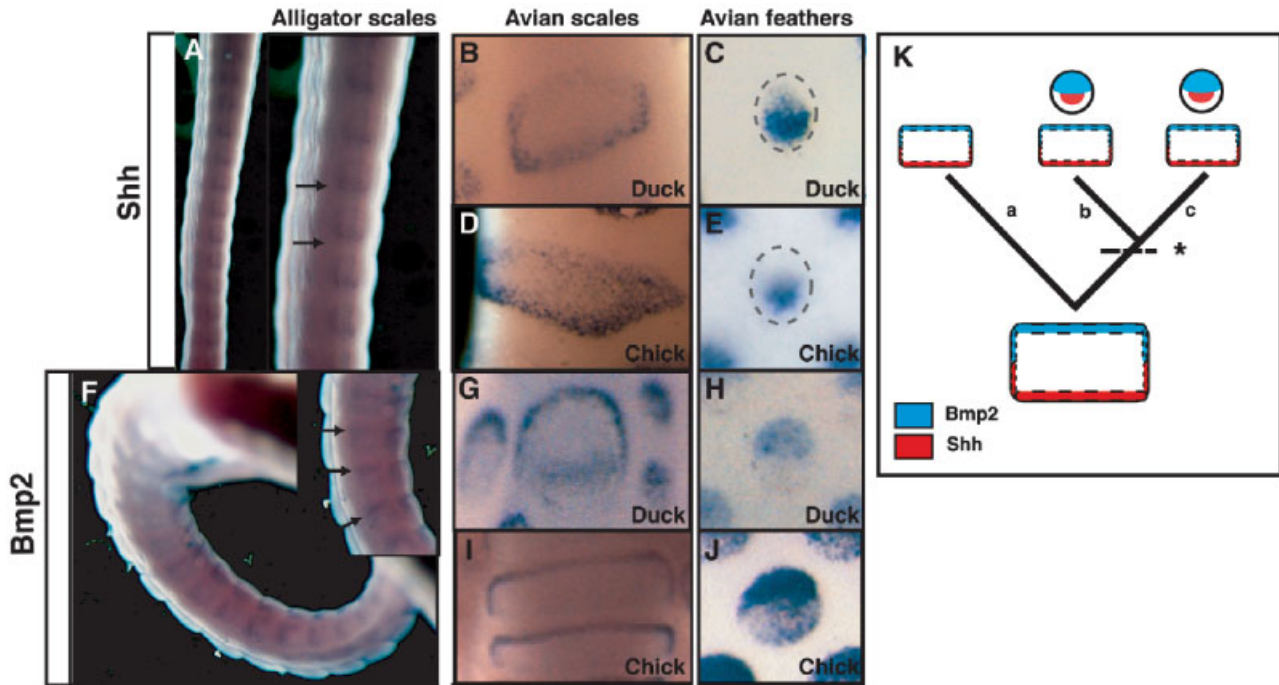 Alligator scales
Avian scales
Avian feathers
Shh
A
B
Duck
C
Duck
D
Chick
E
Chick
Bmp2
F
G
Duck
H
Duck
I
Chick
J
Chick
K
a
b
c
*
Bmp2
Shh